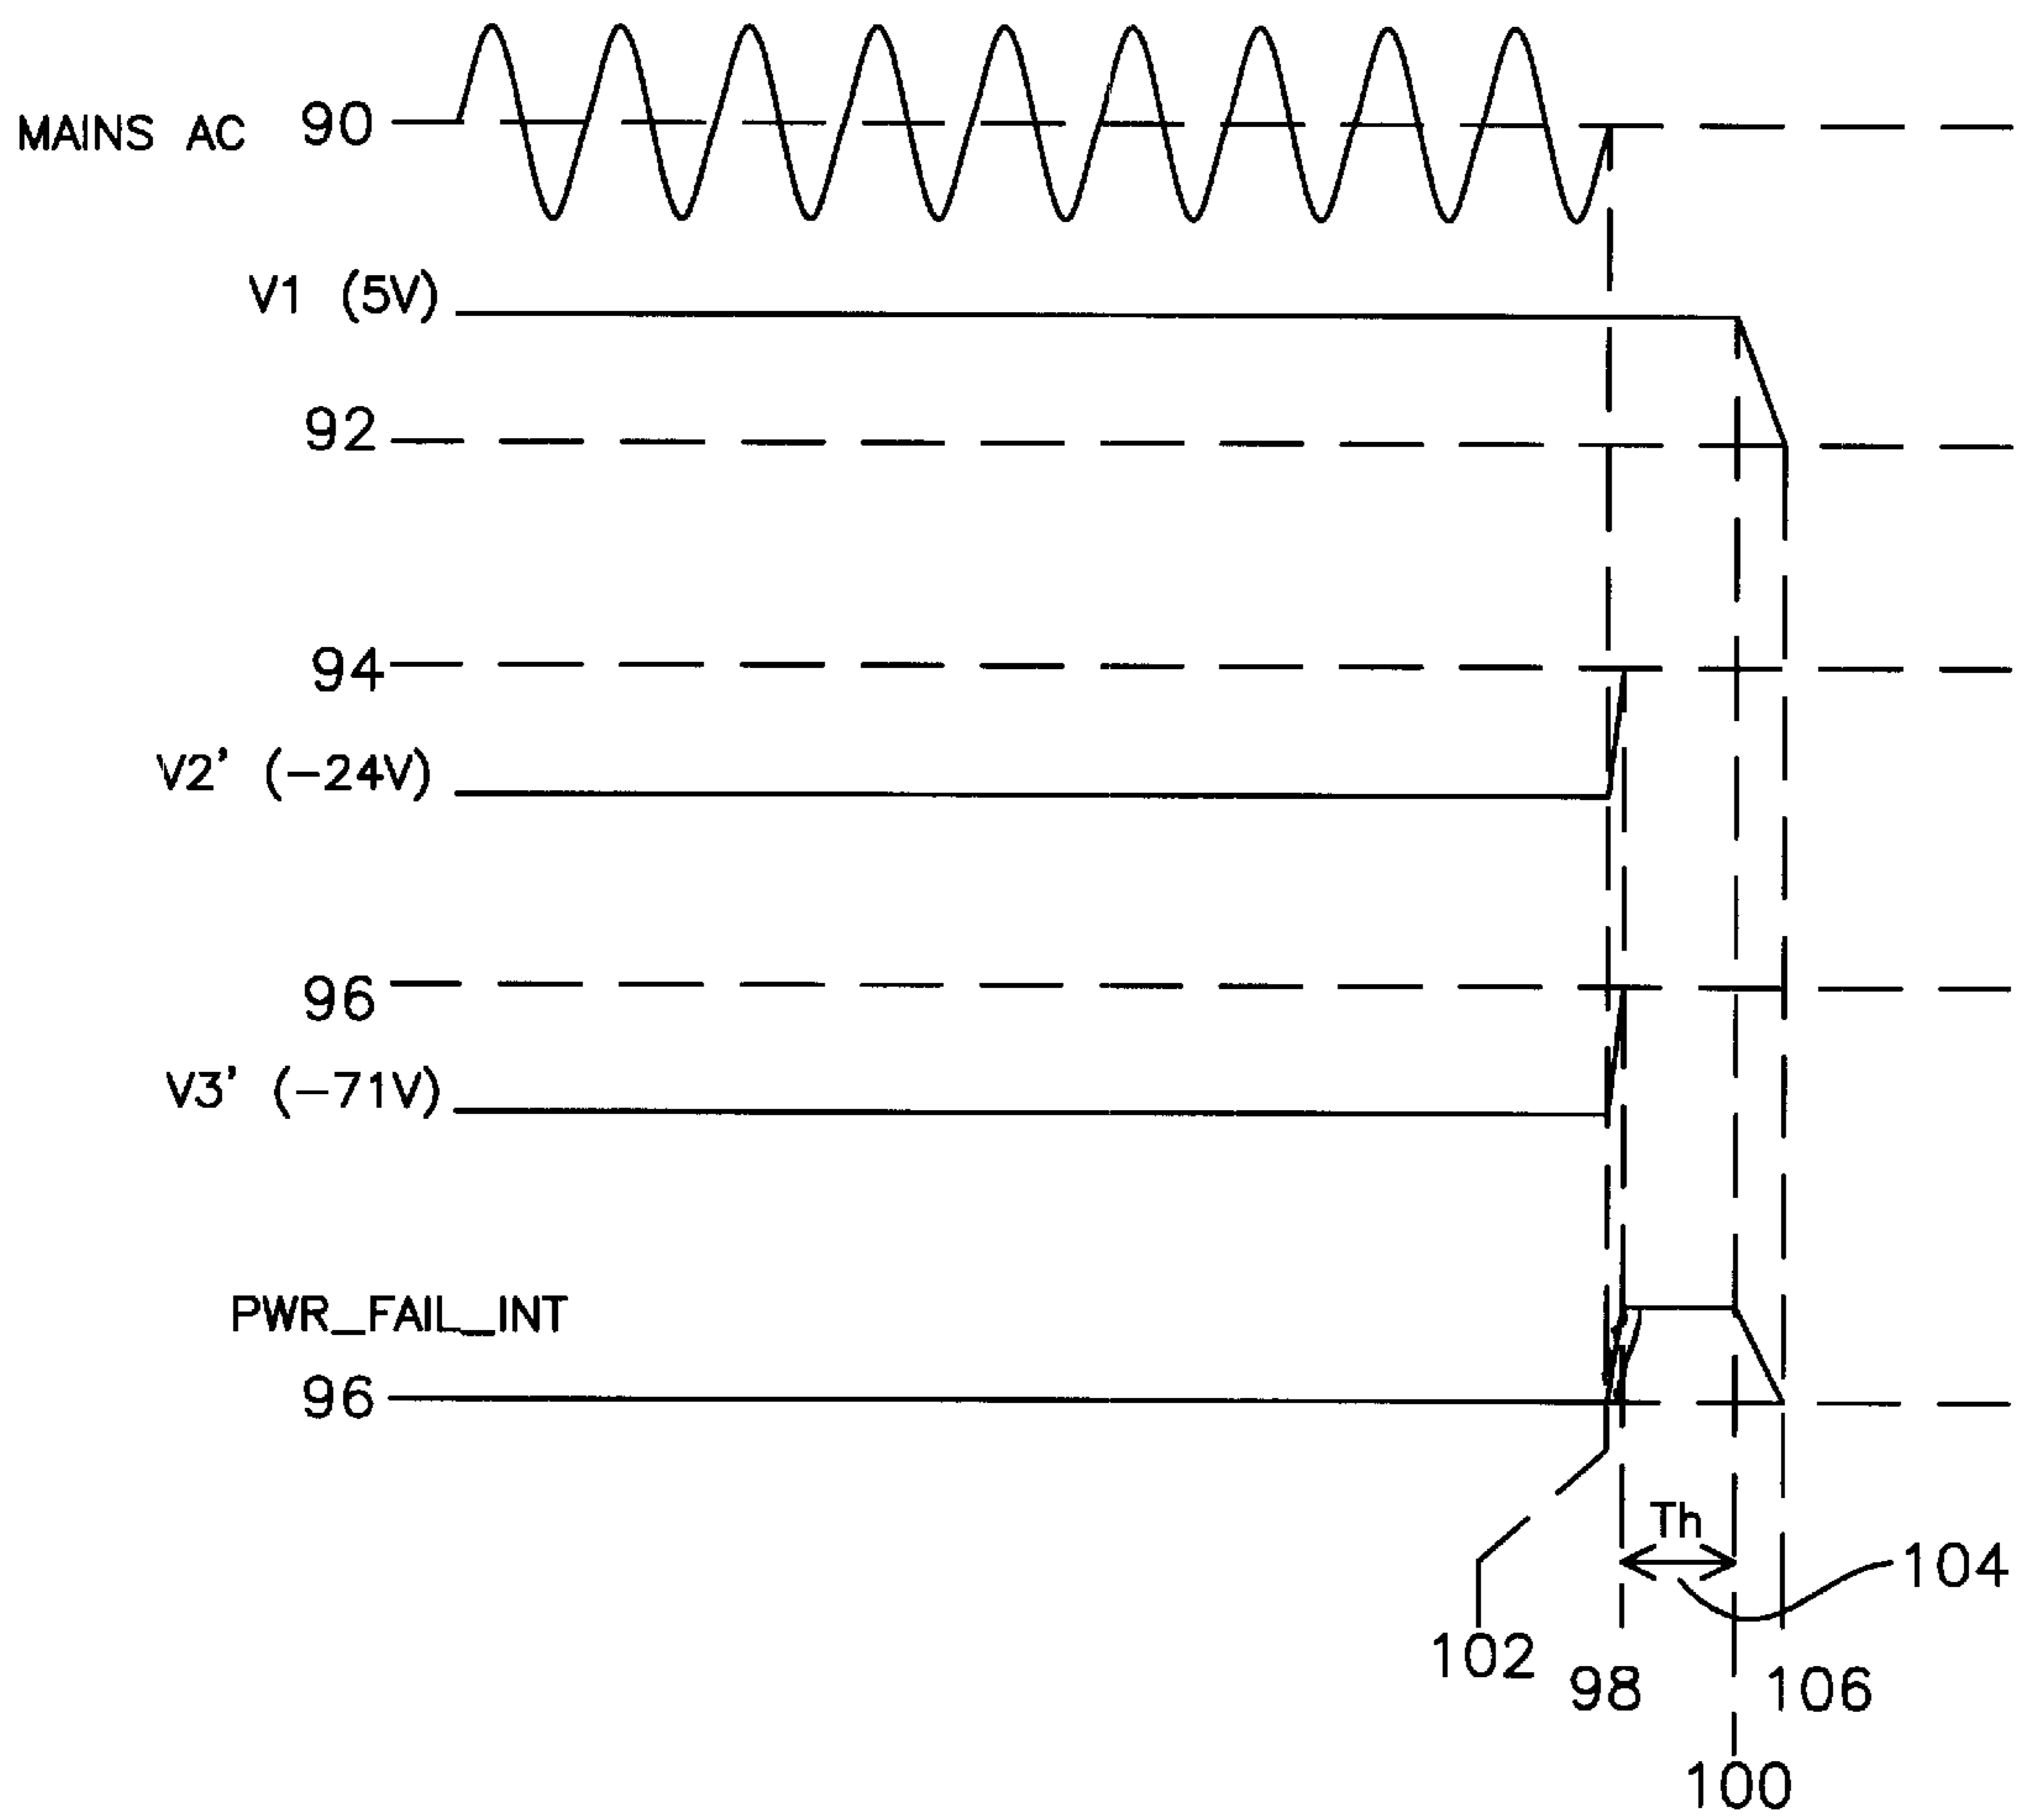 MAINS AC 90
V1 (5V)
92
94
V2' (-24V)
96
V3' (-71V)
PWR_FAIL_INT
96
Th
104
102
98
106
100